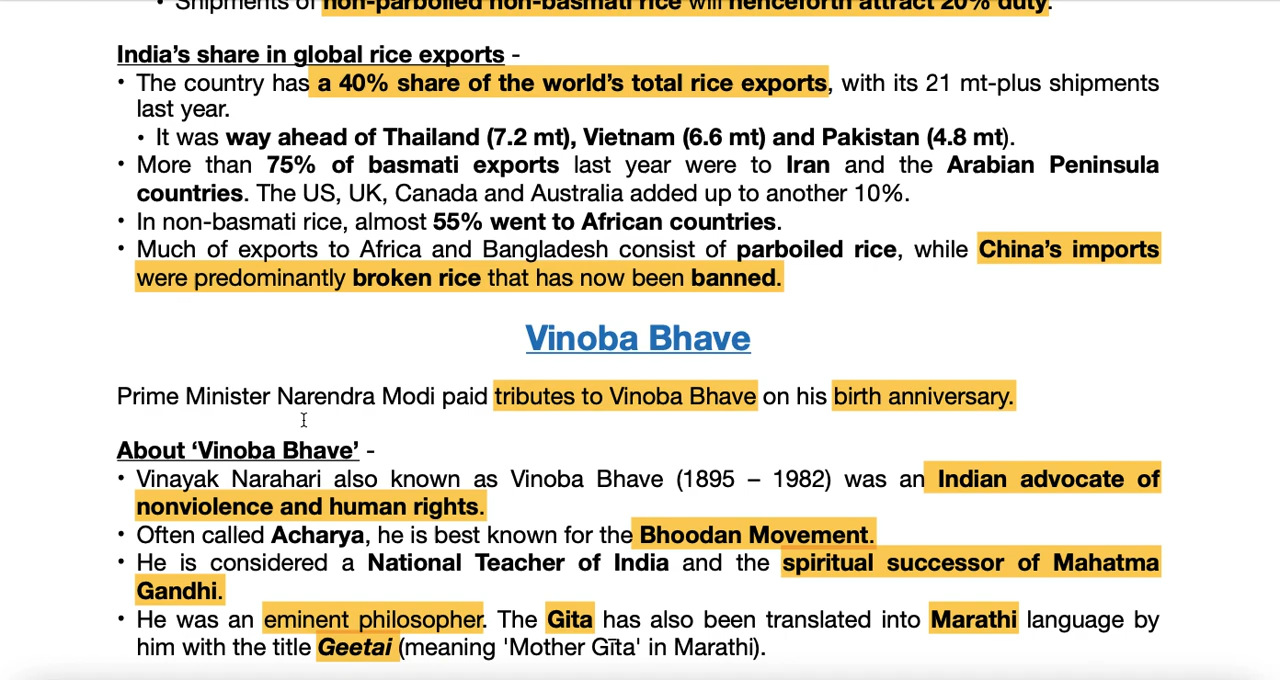 • Shipments of non-parboiled non-basmati rice will henceforth attract 20% duty.
India’s share in global rice exports -
• The country has a 40% share of the world’s total rice exports, with its 21 mt-plus shipments
last year.
• It was way ahead of Thailand (7.2 mt), Vietnam (6.6 mt) and Pakistan (4.8 mt).
• More than 75% of basmati exports last year were to Iran and the Arabian Peninsula
countries. The US, UK, Canada and Australia added up to another 10%.
• In non-basmati rice, almost 55% went to African countries.
• Much of exports to Africa and Bangladesh consist of parboiled rice, while China’s imports
were predominantly broken rice that has now been banned.
Vinoba Bhave
Prime Minister Narendra Modi paid tributes to Vinoba Bhave on his birth anniversary.
About ‘Vinoba Bhave’ -
• Vinayak Narahari also known as Vinoba Bhave (1895 – 1982) was an Indian advocate of
nonviolence and human rights.
• Often called Acharya, he is best known for the Bhoodan Movement.
• He is considered a National Teacher of India and the spiritual successor of Mahatma
Gandhi.
• He was an eminent philosopher. The Gita has also been translated into Marathi language by
him with the title Geetai (meaning 'Mother Gīta' in Marathi).